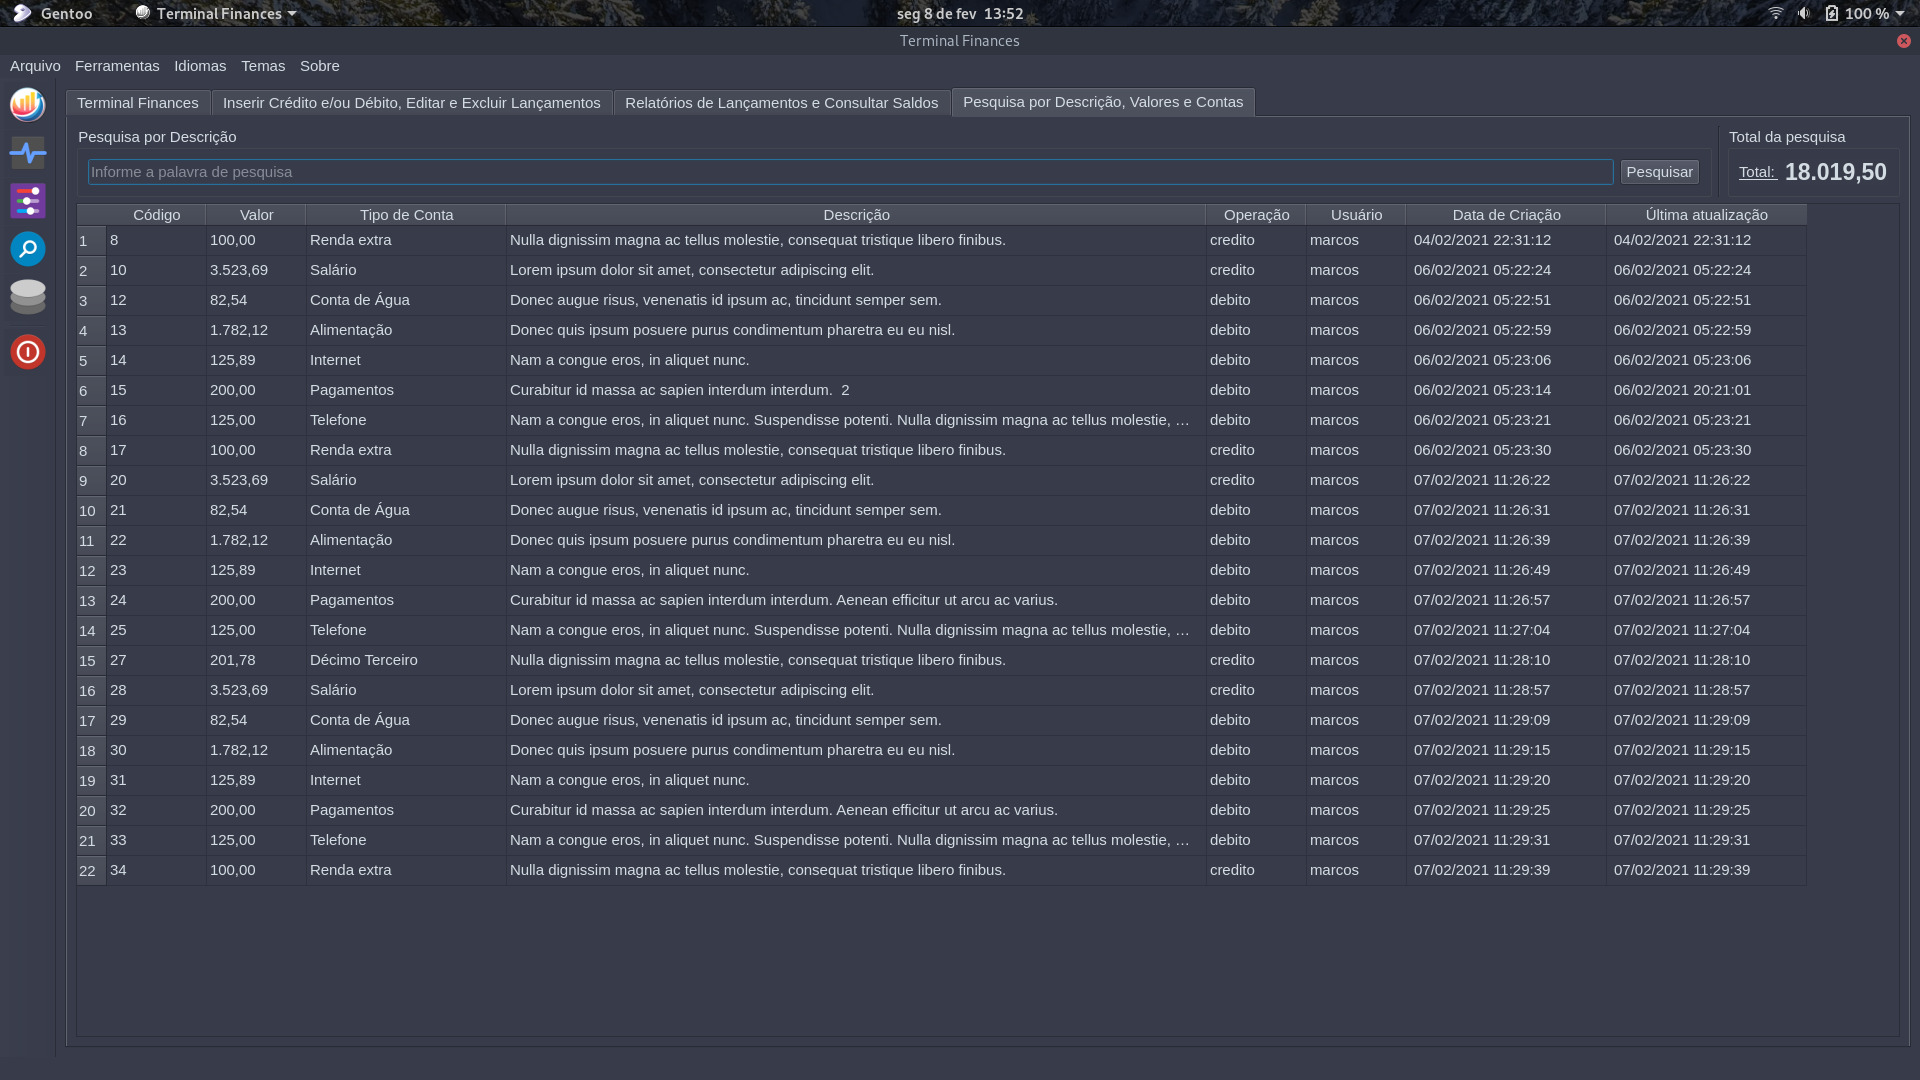 Gentoo Terminal Finances seg 8 de fev 13:52 100 %
Terminal Finances
Arquivo Ferramentas Idiomas Temas Sobre
Terminal Finances Inserir Crédito e/ou Débito, Editar e Excluir Lançamentos Relatórios de Lançamentos e Consultar Saldos Pesquisa por Descrição, Valores e Contas
Pesquisa por Descrição Total da pesquisa
Informe a palavra de pesquisa Pesquisar Total: 18.019,50
Código Valor Tipo de Conta Descrição Operação Usuário Data de Criação Última atualização
1 8 100,00 Renda extra Nulla dignissim magna ac tellus molestie, consequat tristique libero finibus. credito marcos 04/02/2021 22:31:12 04/02/2021 22:31:12
2 10 3.523,69 Salário Lorem ipsum dolor sit amet, consectetur adipiscing elit. credito marcos 06/02/2021 05:22:24 06/02/2021 05:22:24
3 12 82,54 Conta de Água Donec augue risus, venenatis id ipsum ac, tincidunt semper sem. debito marcos 06/02/2021 05:22:51 06/02/2021 05:22:51
4 13 1.782,12 Alimentação Donec quis ipsum posuere purus condimentum pharetra eu eu nisl. debito marcos 06/02/2021 05:22:59 06/02/2021 05:22:59
5 14 125,89 Internet Nam a congue eros, in aliquet nunc. debito marcos 06/02/2021 05:23:06 06/02/2021 05:23:06
6 15 200,00 Pagamentos Curabitur id massa ac sapien interdum interdum.  2 debito marcos 06/02/2021 05:23:14 06/02/2021 20:21:01
7 16 125,00 Telefone Nam a congue eros, in aliquet nunc. Suspendisse potenti. Nulla dignissim magna ac tellus molestie, … debito marcos 06/02/2021 05:23:21 06/02/2021 05:23:21
8 17 100,00 Renda extra Nulla dignissim magna ac tellus molestie, consequat tristique libero finibus. credito marcos 06/02/2021 05:23:30 06/02/2021 05:23:30
9 20 3.523,69 Salário Lorem ipsum dolor sit amet, consectetur adipiscing elit. credito marcos 07/02/2021 11:26:22 07/02/2021 11:26:22
10 21 82,54 Conta de Água Donec augue risus, venenatis id ipsum ac, tincidunt semper sem. debito marcos 07/02/2021 11:26:31 07/02/2021 11:26:31
11 22 1.782,12 Alimentação Donec quis ipsum posuere purus condimentum pharetra eu eu nisl. debito marcos 07/02/2021 11:26:39 07/02/2021 11:26:39
12 23 125,89 Internet Nam a congue eros, in aliquet nunc. debito marcos 07/02/2021 11:26:49 07/02/2021 11:26:49
13 24 200,00 Pagamentos Curabitur id massa ac sapien interdum interdum. Aenean efficitur ut arcu ac varius. debito marcos 07/02/2021 11:26:57 07/02/2021 11:26:57
14 25 125,00 Telefone Nam a congue eros, in aliquet nunc. Suspendisse potenti. Nulla dignissim magna ac tellus molestie, … debito marcos 07/02/2021 11:27:04 07/02/2021 11:27:04
15 27 201,78 Décimo Terceiro Nulla dignissim magna ac tellus molestie, consequat tristique libero finibus. credito marcos 07/02/2021 11:28:10 07/02/2021 11:28:10
16 28 3.523,69 Salário Lorem ipsum dolor sit amet, consectetur adipiscing elit. credito marcos 07/02/2021 11:28:57 07/02/2021 11:28:57
17 29 82,54 Conta de Água Donec augue risus, venenatis id ipsum ac, tincidunt semper sem. debito marcos 07/02/2021 11:29:09 07/02/2021 11:29:09
18 30 1.782,12 Alimentação Donec quis ipsum posuere purus condimentum pharetra eu eu nisl. debito marcos 07/02/2021 11:29:15 07/02/2021 11:29:15
19 31 125,89 Internet Nam a congue eros, in aliquet nunc. debito marcos 07/02/2021 11:29:20 07/02/2021 11:29:20
20 32 200,00 Pagamentos Curabitur id massa ac sapien interdum interdum. Aenean efficitur ut arcu ac varius. debito marcos 07/02/2021 11:29:25 07/02/2021 11:29:25
21 33 125,00 Telefone Nam a congue eros, in aliquet nunc. Suspendisse potenti. Nulla dignissim magna ac tellus molestie, … debito marcos 07/02/2021 11:29:31 07/02/2021 11:29:31
22 34 100,00 Renda extra Nulla dignissim magna ac tellus molestie, consequat tristique libero finibus. credito marcos 07/02/2021 11:29:39 07/02/2021 11:29:39